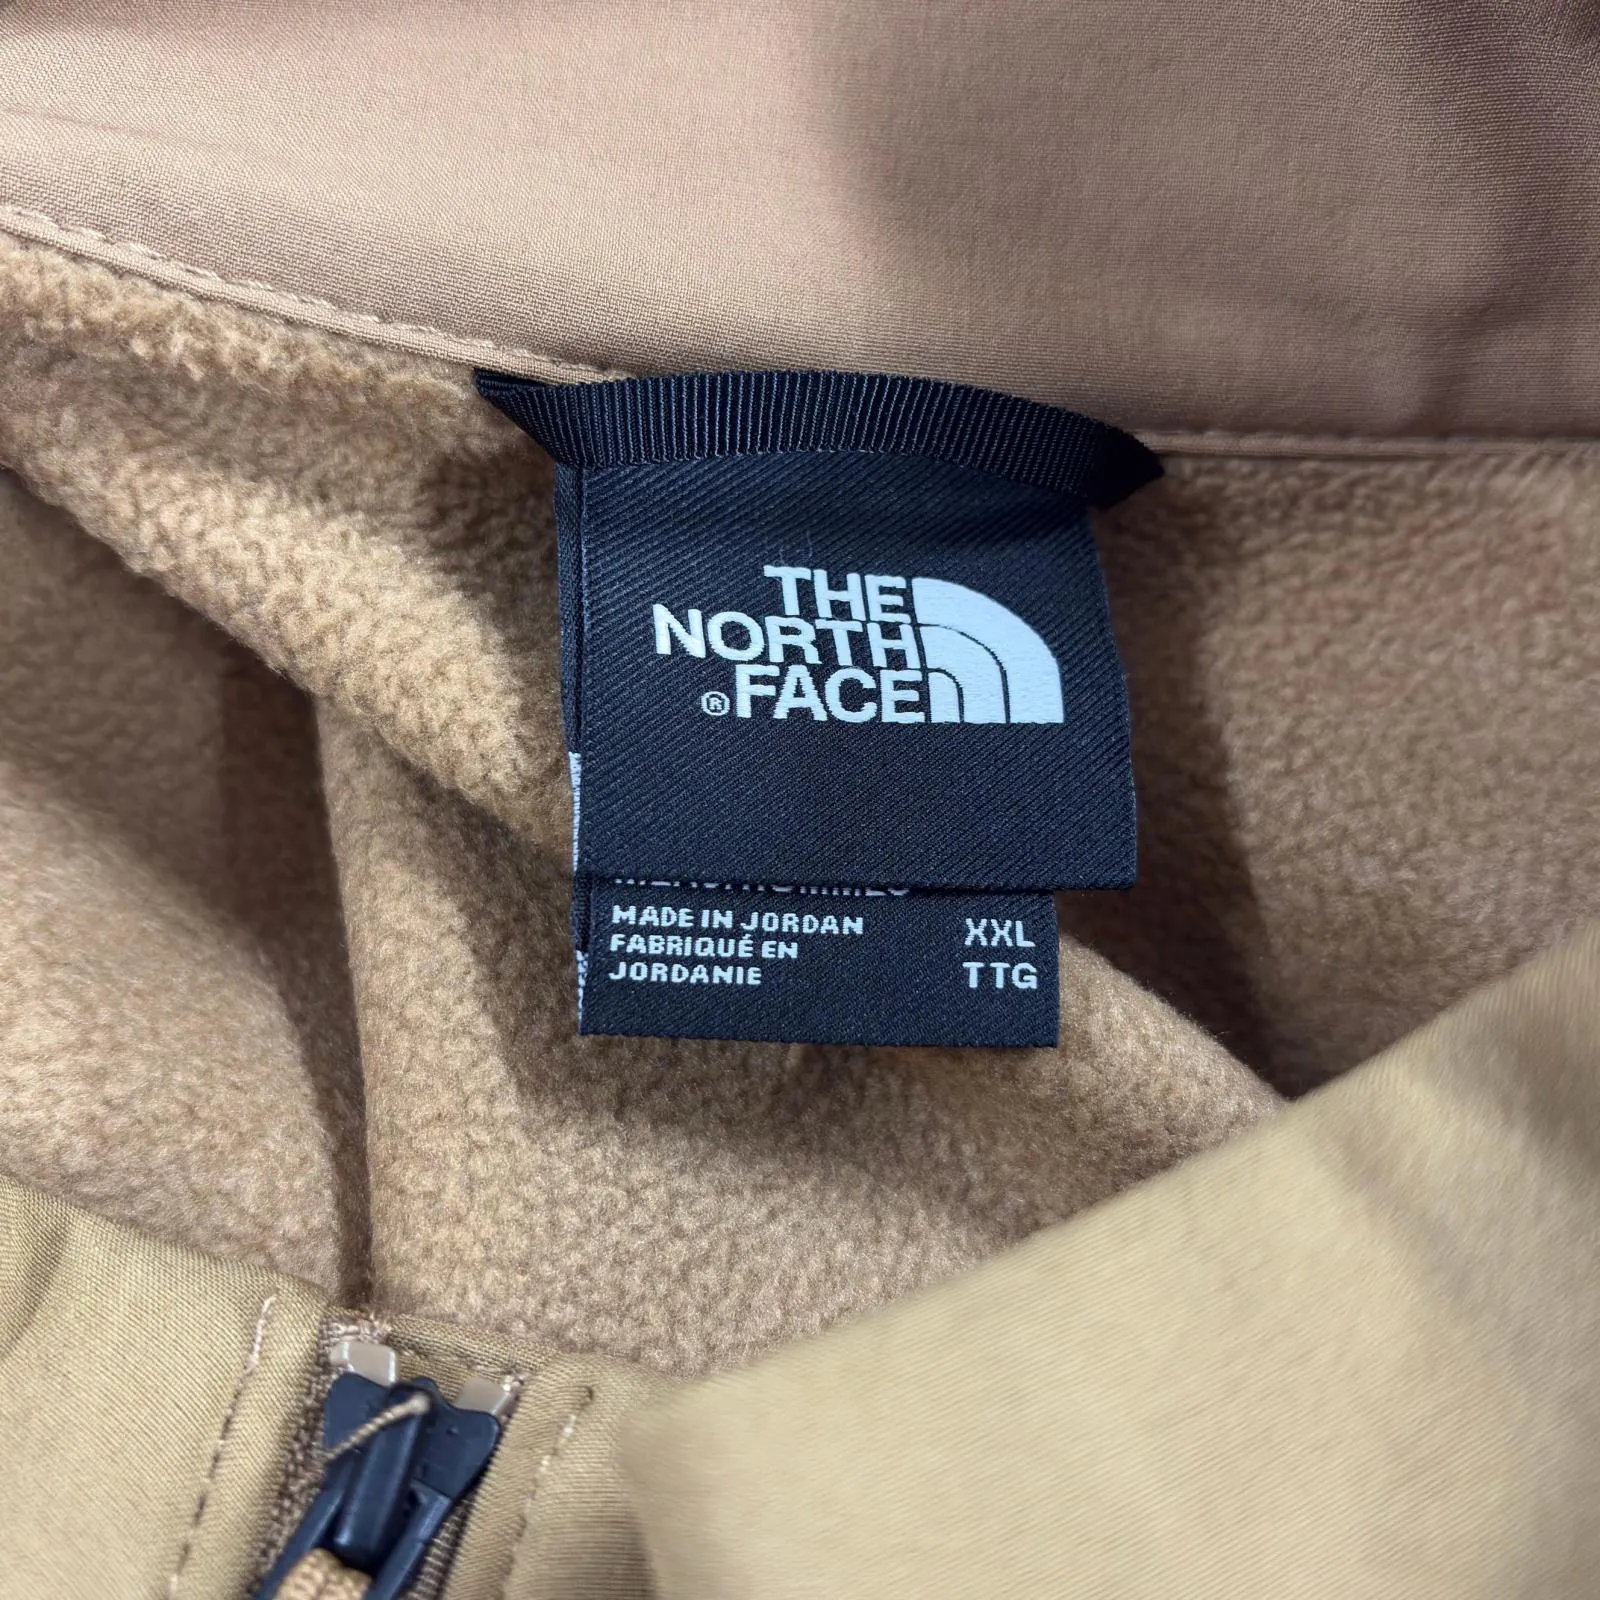 THE
NORTH
®FACE
MADE IN JORDAN
FABRIQUÉ EN
JORDANIE
XXL
TTG